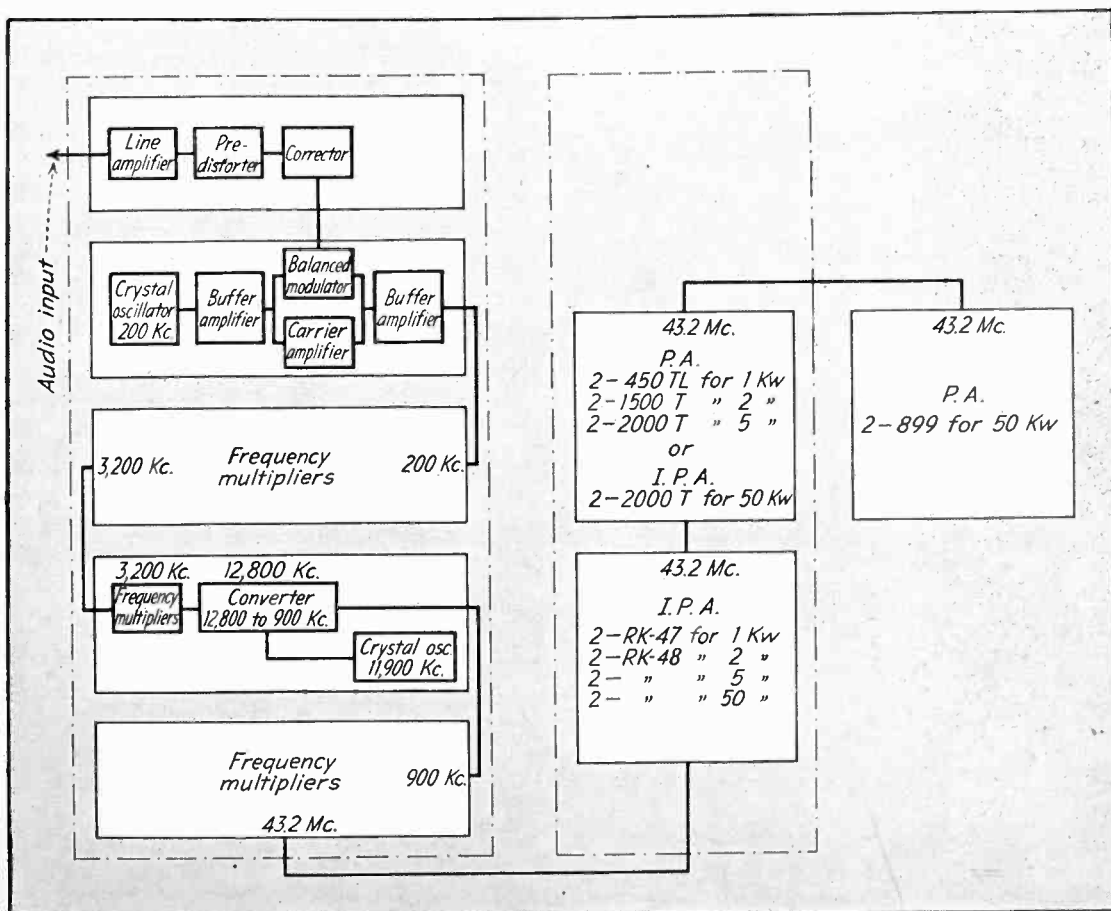 Audio input
Line
amplifier
Pre-
distorter
Corrector
Crystal
oscillator
200 Kc.
Buffer
amplifier
Balanced
modulator
Carrier
amplifier
Buffer
amplifier
3,200 Kc.
Frequency
multipliers
200 Kc.
3,200 Kc.
Frequency
multipliers
12,800 Kc.
Converter
12,800 to 900 Kc.
Crystal osc.
11,900 Kc.
Frequency
multipliers
900 Kc.
43.2 Mc.
43.2 Mc.
P.A.
2-450 TL for 1 Kw
2-1500 T " 2 "
2-2000 T " 5 "
or
I.P.A.
2-2000 T for 50 Kw
43.2 Mc.
I.P.A.
2-RK-47 for 1 Kw
2-RK-48 " 2 "
2- " " 5 "
2- " " 50 "
43.2 Mc.
P.A.
2-899 for 50 Kw